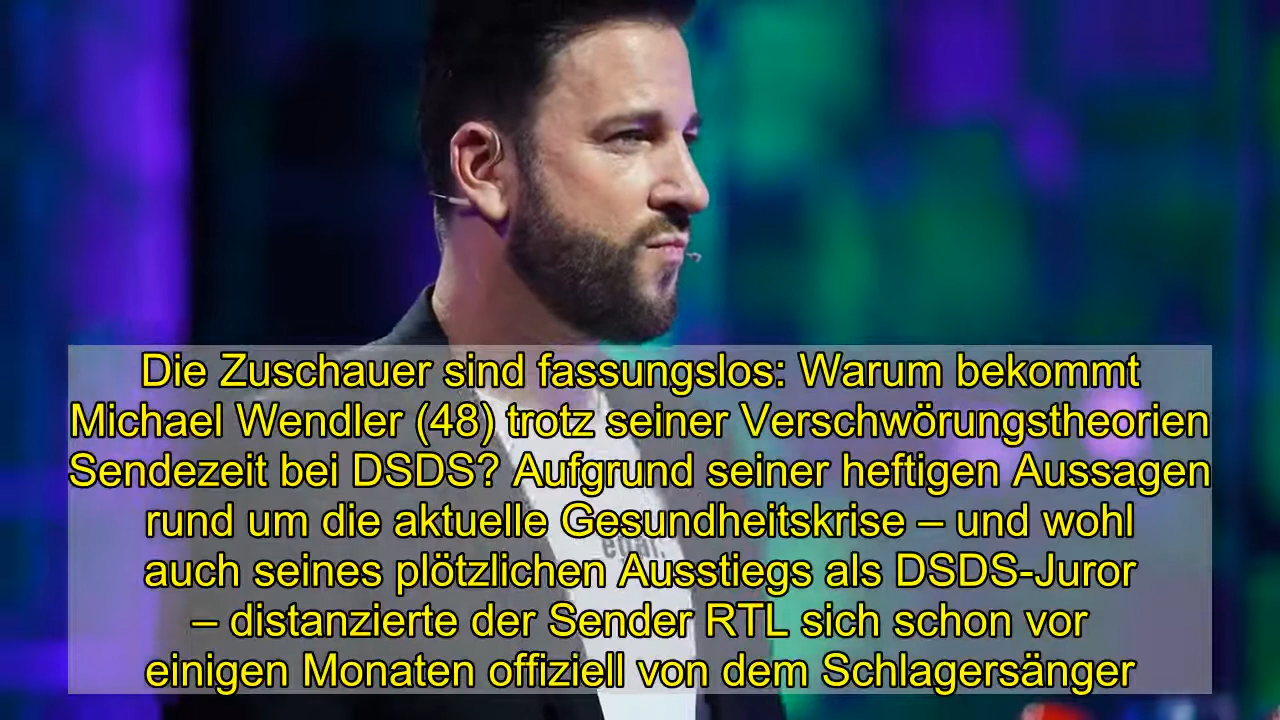 Die Zuschauer sind fassungslos: Warum bekommt
Michael Wendler (48) trotz seiner Verschwörungstheorien
Sendezeit bei DSDS? Aufgrund seiner heftigen Aussagen
rund um die aktuelle Gesundheitskrise – und wohl
egal.
auch seines plötzlichen Ausstiegs als DSDS-Juror
– distanzierte der Sender RTL sich schon vor
einigen Monaten offiziell von dem Schlagersänger